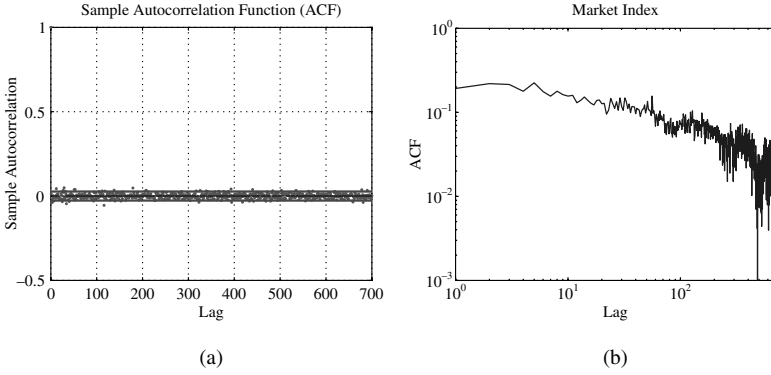 Sample Autocorrelation Function (ACF)
1
0.5
0
–0.5
Sample Autocorrelation
0 100 200 300 400 500 600 700
Lag
(a)
Market Index
10^0
10^–1
10^–2
10^–3
ACF
10^0 10^1 10^2
Lag
(b)